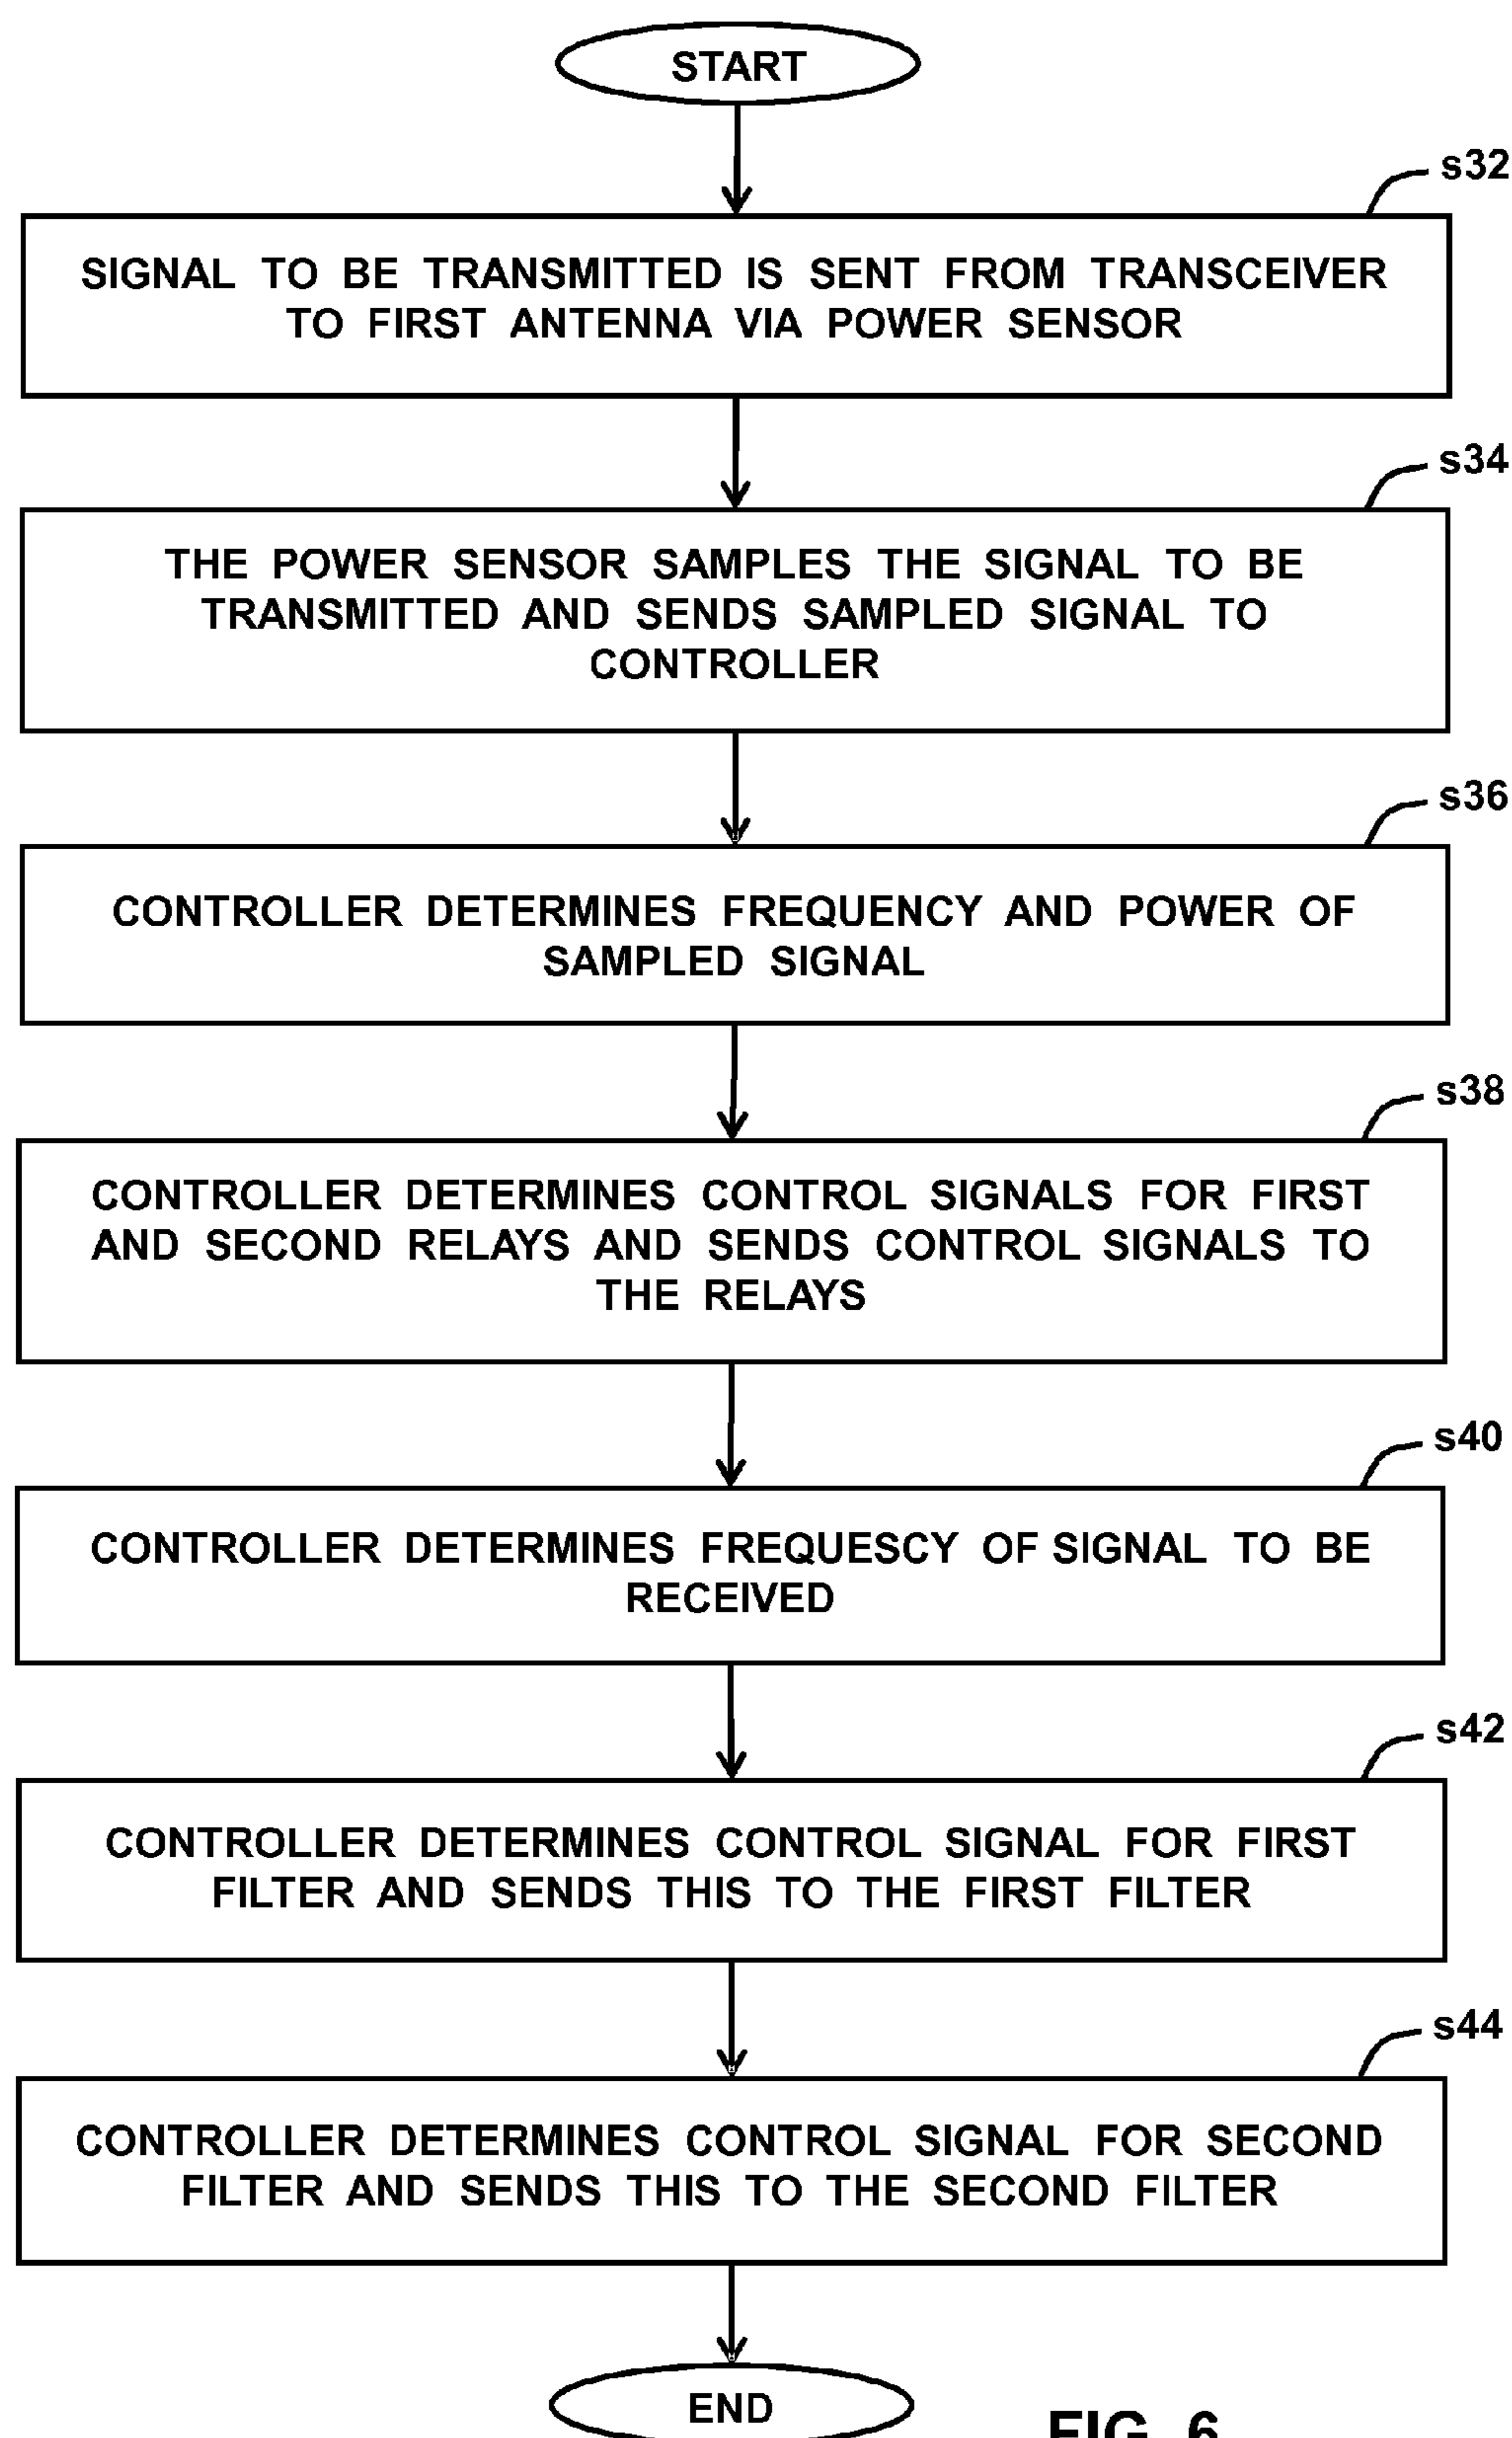 START
s32
SIGNAL TO BE TRANSMITTED IS SENT FROM TRANSCEIVER
TO FIRST ANTENNA VIA POWER SENSOR
s34
THE POWER SENSOR SAMPLES THE SIGNAL TO BE
TRANSMITTED AND SENDS SAMPLED SIGNAL TO
CONTROLLER
s36
CONTROLLER DETERMINES FREQUENCY AND POWER OF
SAMPLED SIGNAL
s38
CONTROLLER DETERMINES CONTROL SIGNALS FOR FIRST
AND SECOND RELAYS AND SENDS CONTROL SIGNALS TO
THE RELAYS
s40
CONTROLLER DETERMINES FREQUESCY OF SIGNAL TO BE
RECEIVED
s42
CONTROLLER DETERMINES CONTROL SIGNAL FOR FIRST
FILTER AND SENDS THIS TO THE FIRST FILTER
s44
CONTROLLER DETERMINES CONTROL SIGNAL FOR SECOND
FILTER AND SENDS THIS TO THE SECOND FILTER
END
FIG. 6